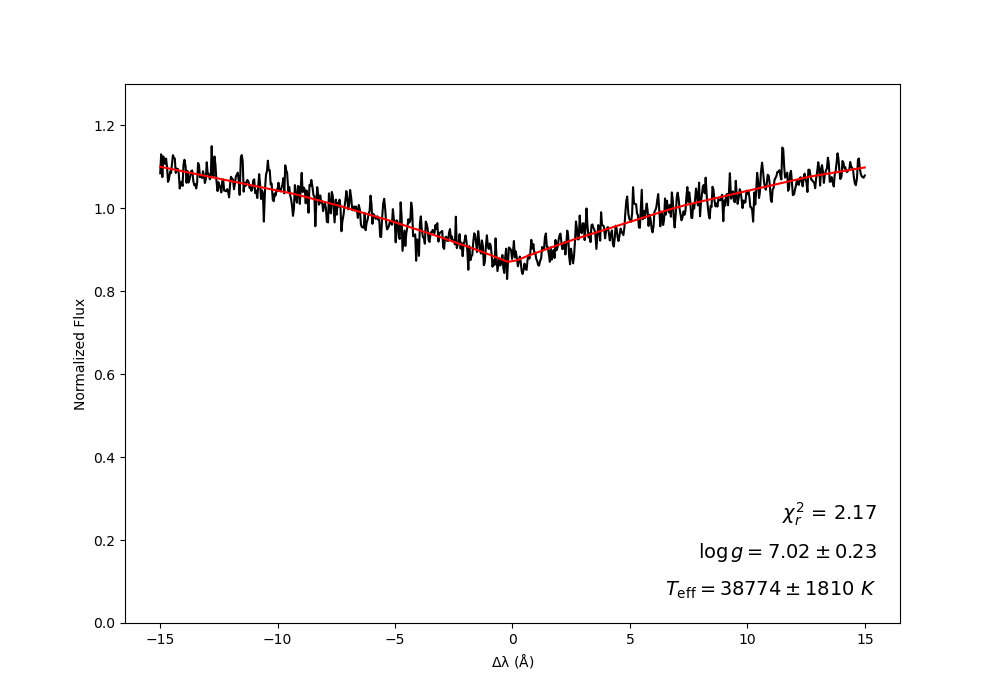 1.2
1.0
0.8
0.6
0.4
0.2
0.0
Normalized Flux
χ²ᵣ = 2.17
log g = 7.02 ± 0.23
T_eff = 38774 ± 1810 K
−15 −10 −5 0 5 10 15
Δλ (Å)